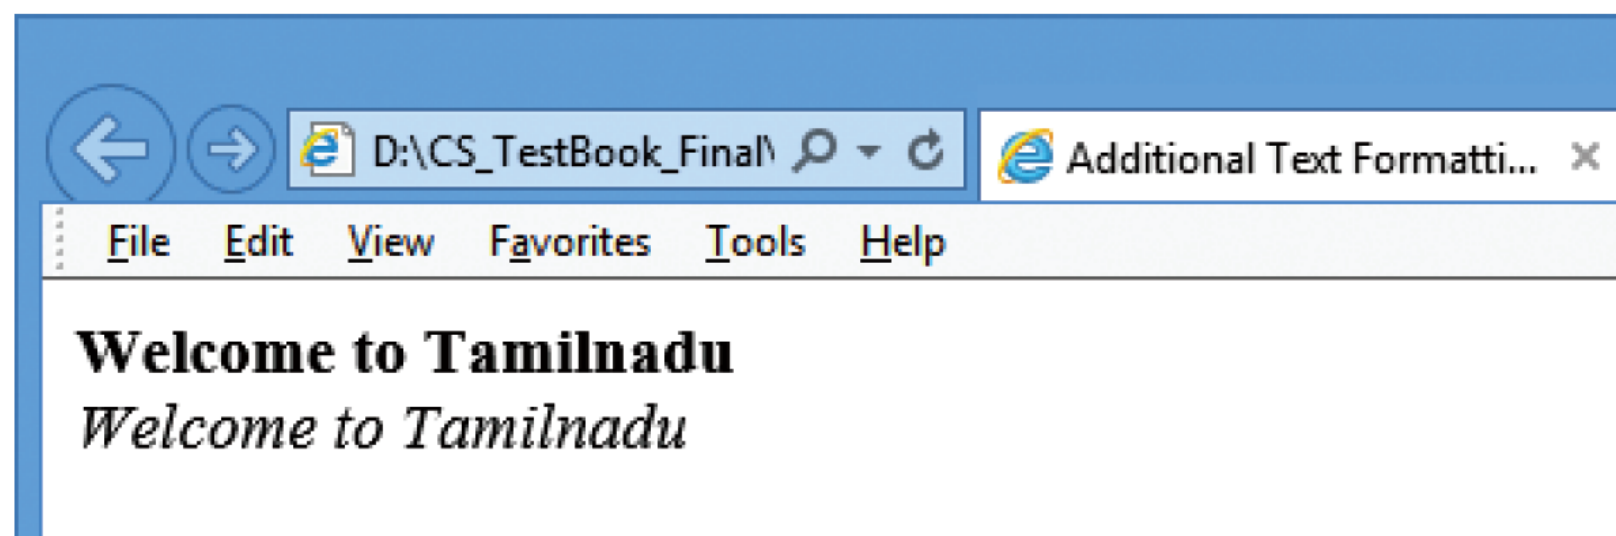 D:\CS_TestBook_Final\
Additional Text Formatti...
File Edit View Favorites Tools Help
Welcome to Tamilnadu
Welcome to Tamilnadu